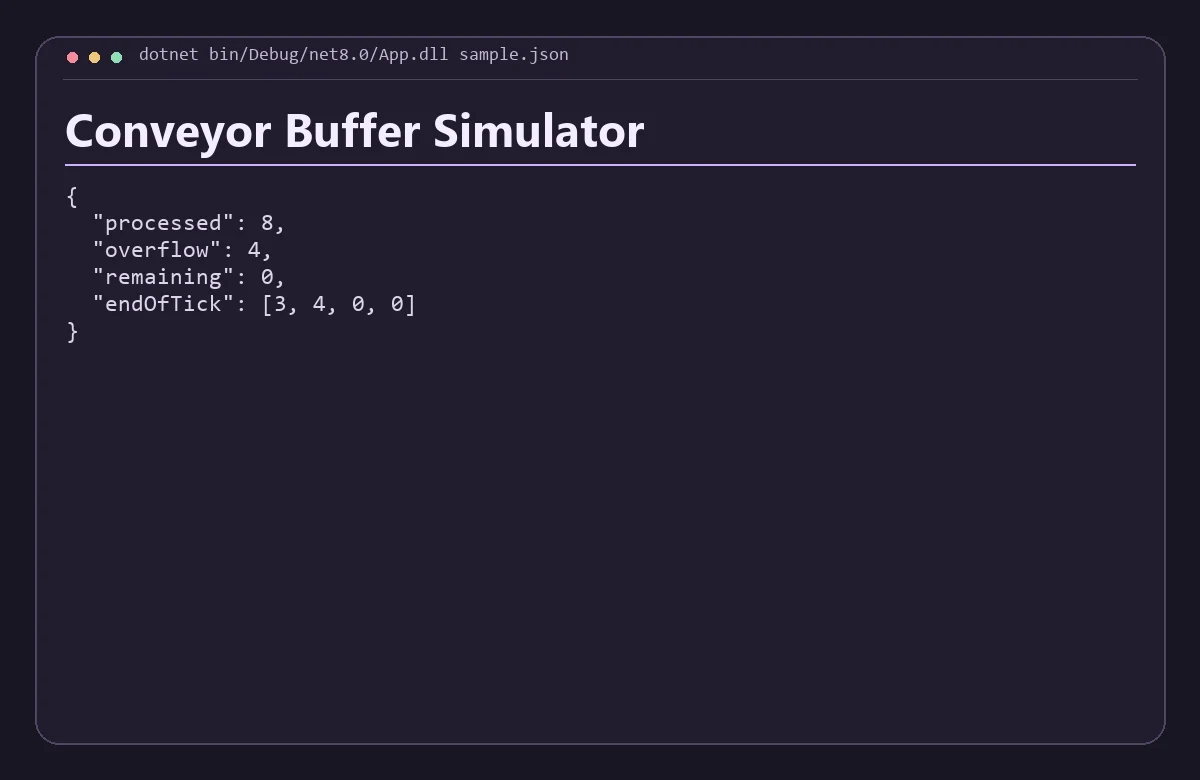 dotnet bin/Debug/net8.0/App.dll sample.json
Conveyor Buffer Simulator
{
  "processed": 8,
  "overflow": 4,
  "remaining": 0,
  "endOfTick": [3, 4, 0, 0]
}